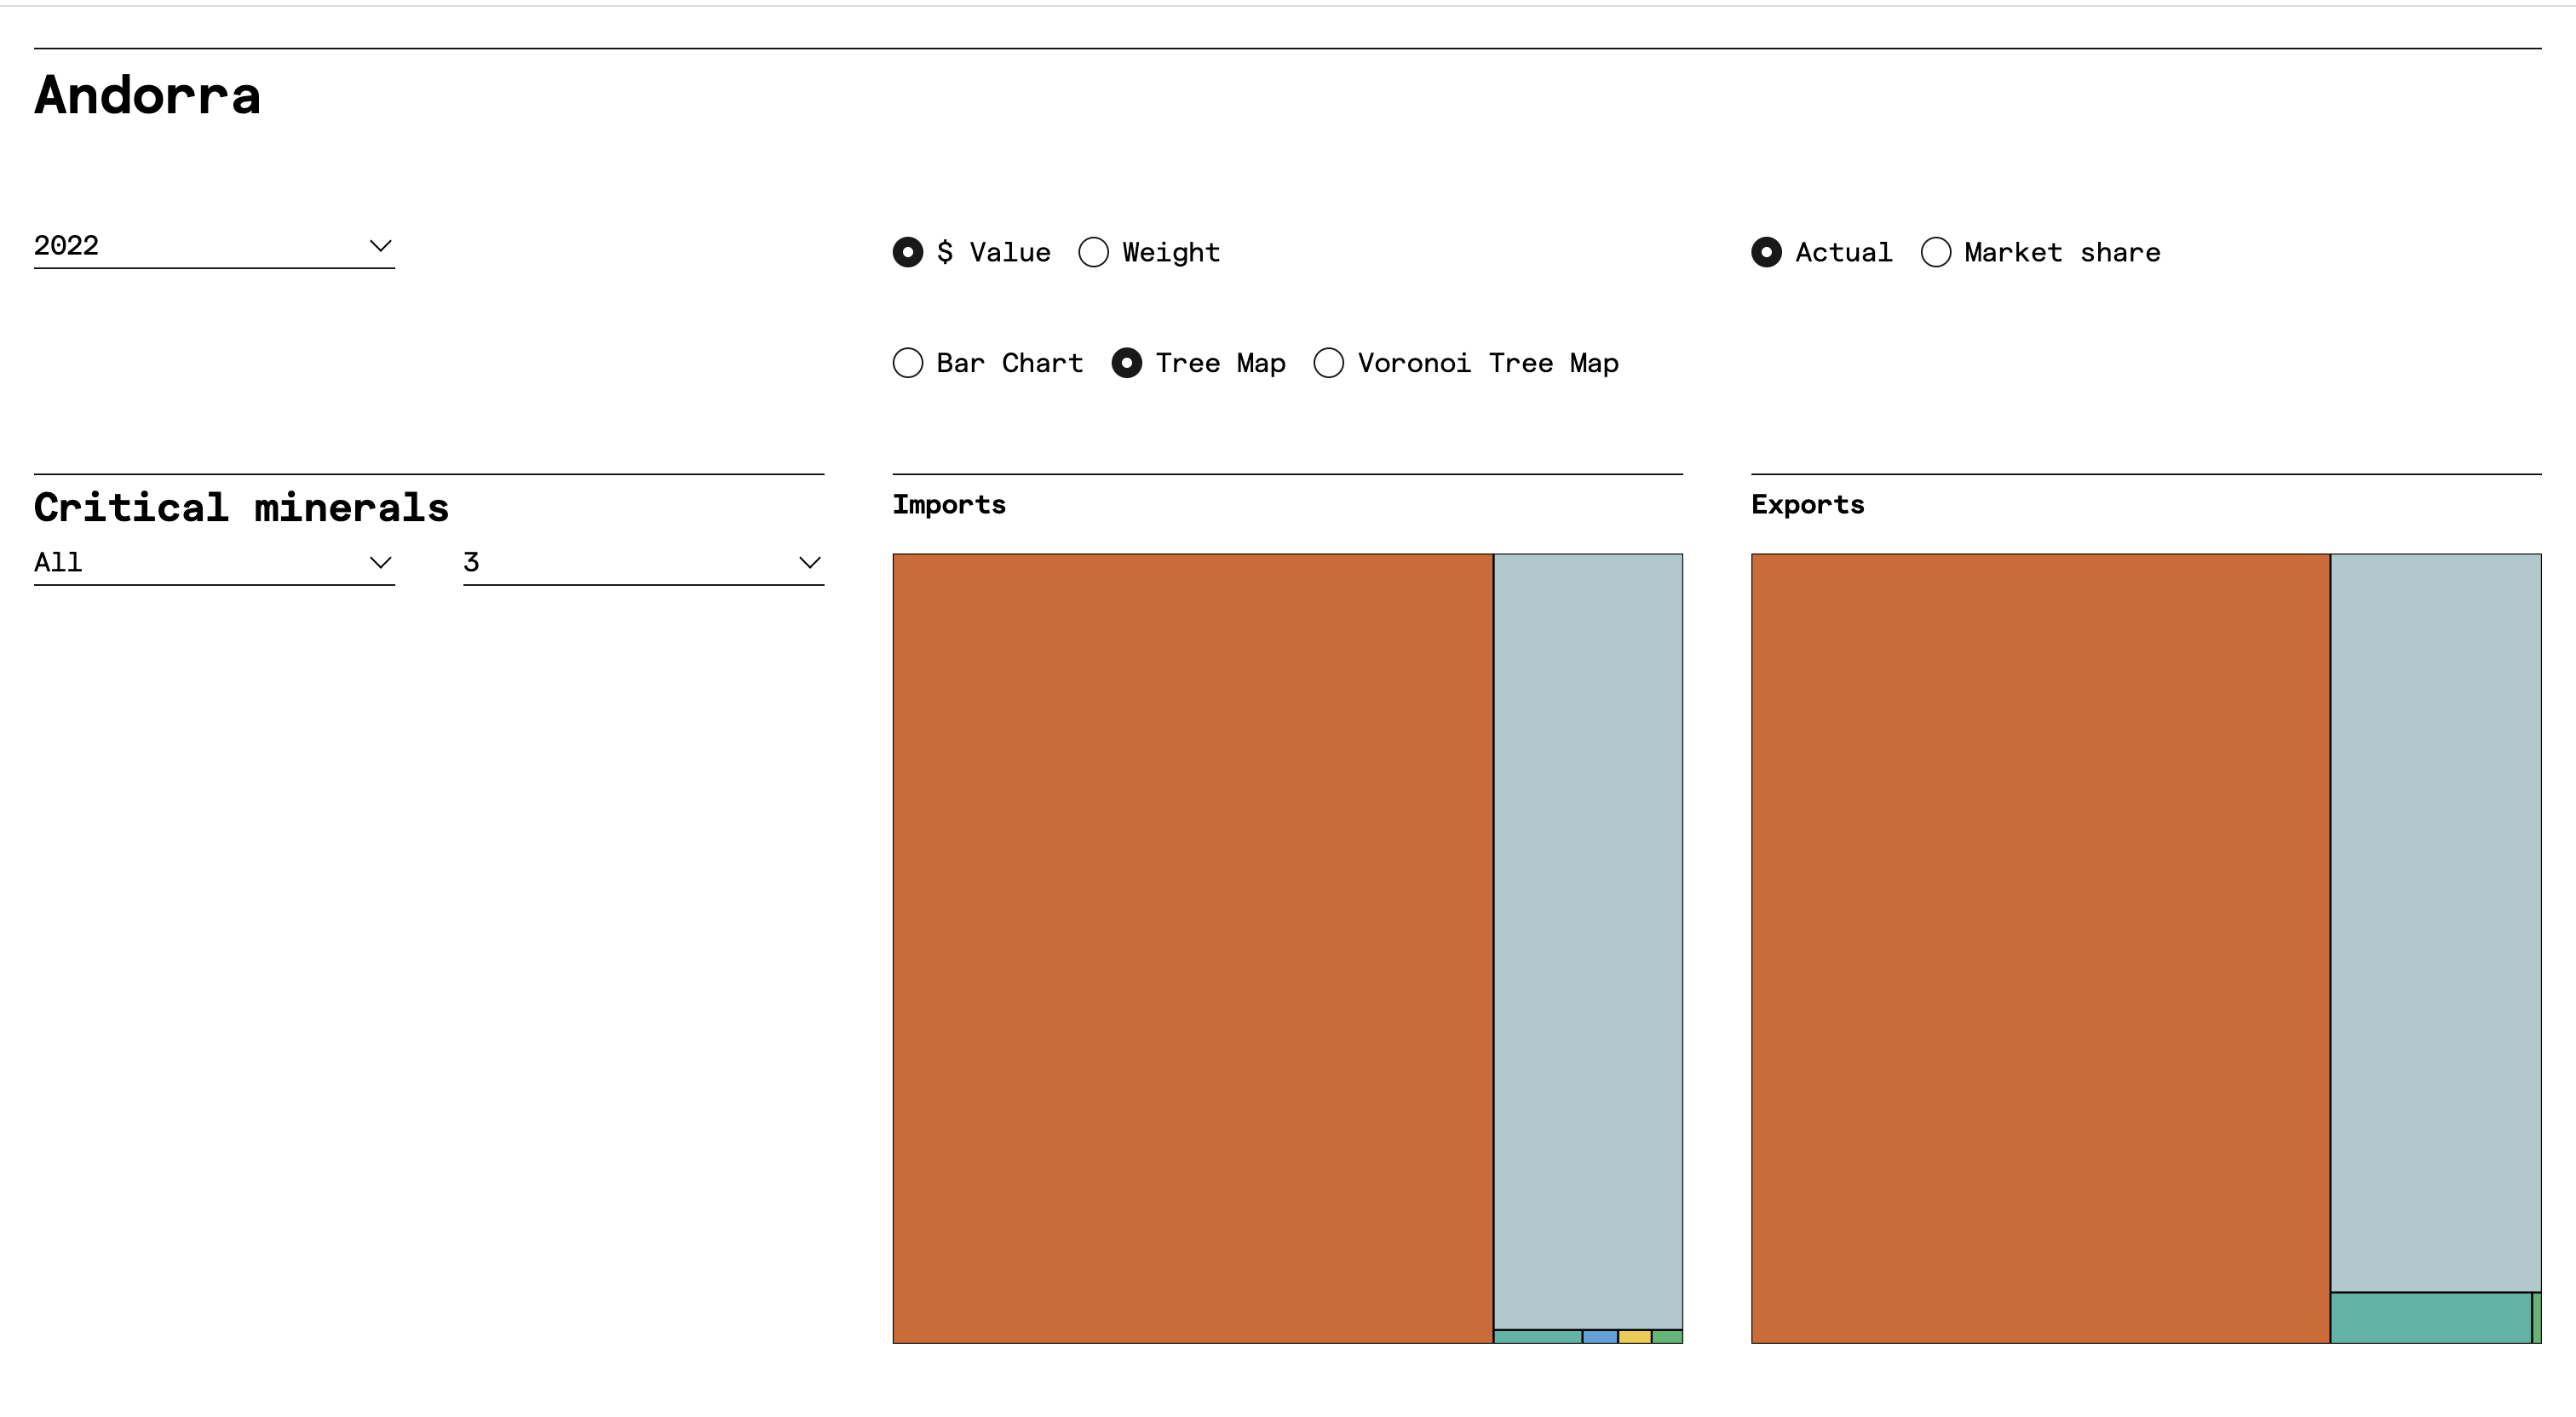 Andorra
2022
$ Value Weight
Actual Market share
Bar Chart Tree Map Voronoi Tree Map
Critical minerals
All 3
Imports
Exports